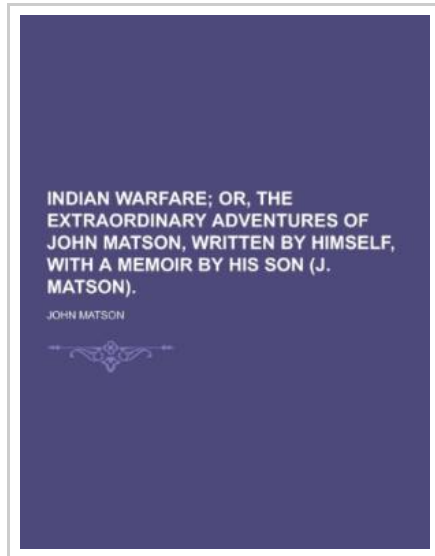 INDIAN WARFARE; OR, THE
EXTRAORDINARY ADVENTURES OF
JOHN MATSON, WRITTEN BY HIMSELF,
WITH A MEMOIR BY HIS SON (J.
MATSON).
JOHN MATSON